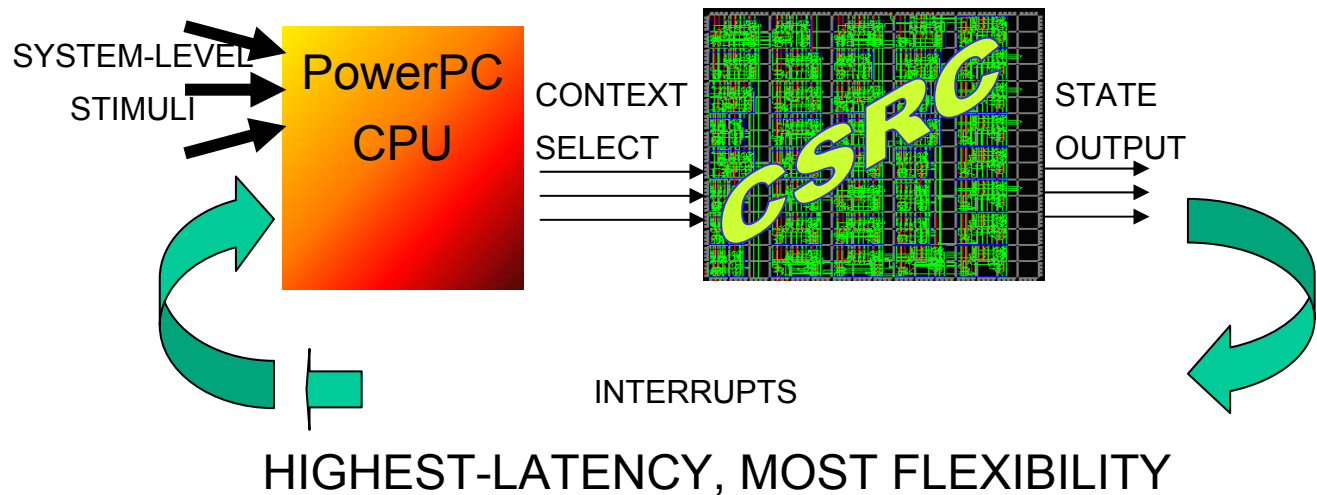 SYSTEM-LEVEL
STIMULI
PowerPC
CPU
CONTEXT
SELECT
CSRC
STATE
OUTPUT
INTERRUPTS
HIGHEST-LATENCY, MOST FLEXIBILITY